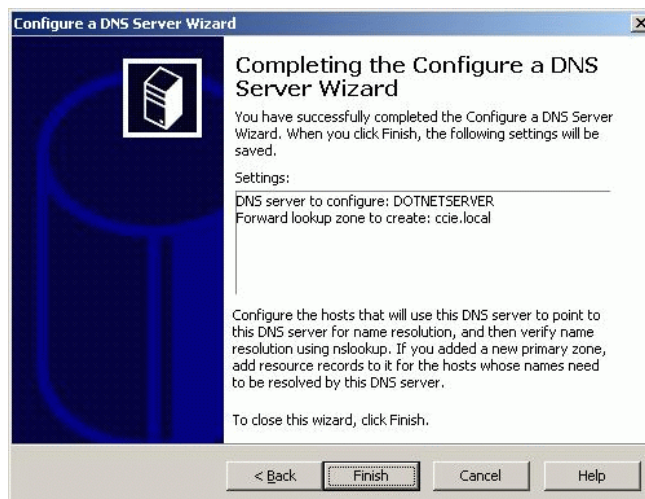 Configure a DNS Server Wizard
Completing the Configure a DNS
Server Wizard
You have successfully completed the Configure a DNS Server
Wizard. When you click Finish, the following settings will be
saved.
Settings:
DNS server to configure: DOTNETSERVER
Forward lookup zone to create: ccie.local
Configure the hosts that will use this DNS server to point to
this DNS server for name resolution, and then verify name
resolution using nslookup. If you added a new primary zone,
add resource records to it for the hosts whose names need
to be resolved by this DNS server.
To close this wizard, click Finish.
< Back Finish Cancel Help